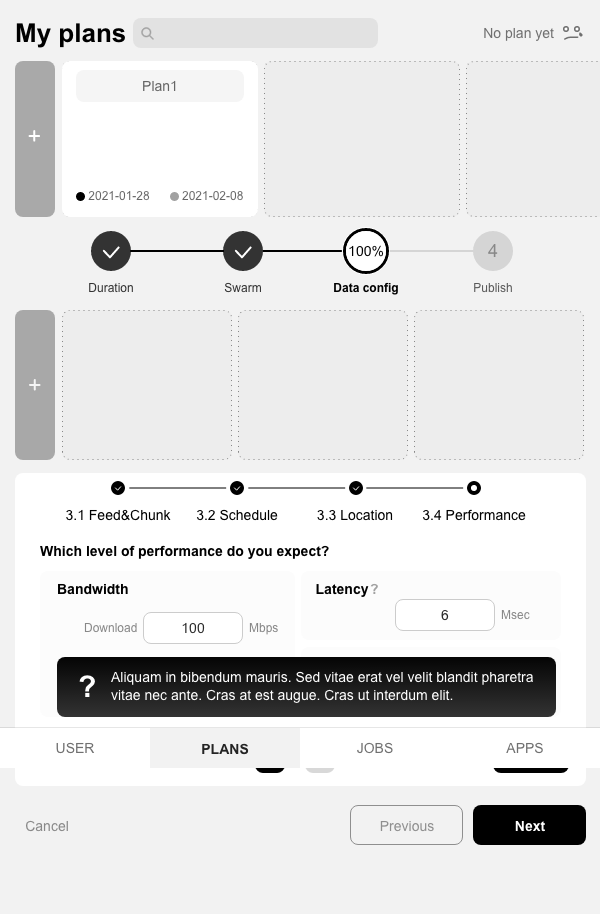 My plans
No plan yet
+
Plan1
2021-01-28
2021-02-08
100%
4
Duration
Swarm
Data config
Publish
+
3.1 Feed&Chunk
3.2 Schedule
3.3 Location
3.4 Performance
Which level of performance do you expect?
Bandwidth
Latency ?
Download
100
Mbps
6
Msec
?
Aliquam in bibendum mauris. Sed vitae erat vel velit blandit pharetra
vitae nec ante. Cras at est augue. Cras ut interdum elit.
USER
PLANS
JOBS
APPS
Cancel
Previous
Next